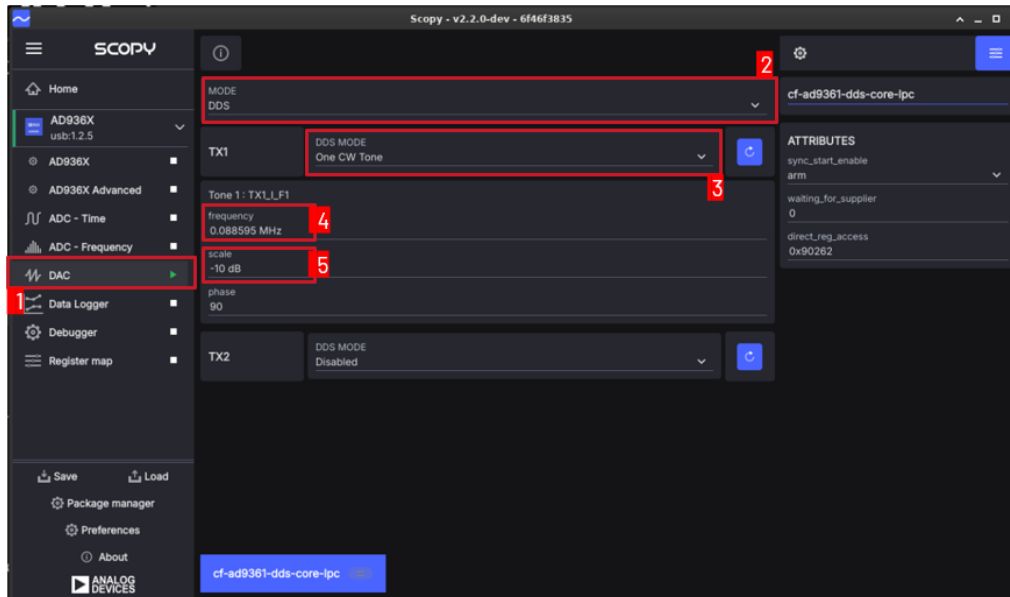 Scopy - v2.2.0-dev - 6f46f3835
SCOPY
Home
AD936X
usb:1.2.5
AD936X
AD936X Advanced
ADC - Time
ADC - Frequency
DAC
1
Data Logger
Debugger
Register map
Save
Load
Package manager
Preferences
About
ANALOG
DEVICES
2
MODE
DDS
TX1
DDS MODE
One CW Tone
3
Tone 1 : TX1_I_F1
frequency
0.088595 MHz
4
scale
-10 dB
5
phase
90
TX2
DDS MODE
Disabled
cf-ad9361-dds-core-lpc
cf-ad9361-dds-core-lpc
ATTRIBUTES
sync_start_enable
arm
waiting_for_supplier
0
direct_reg_access
0x90262